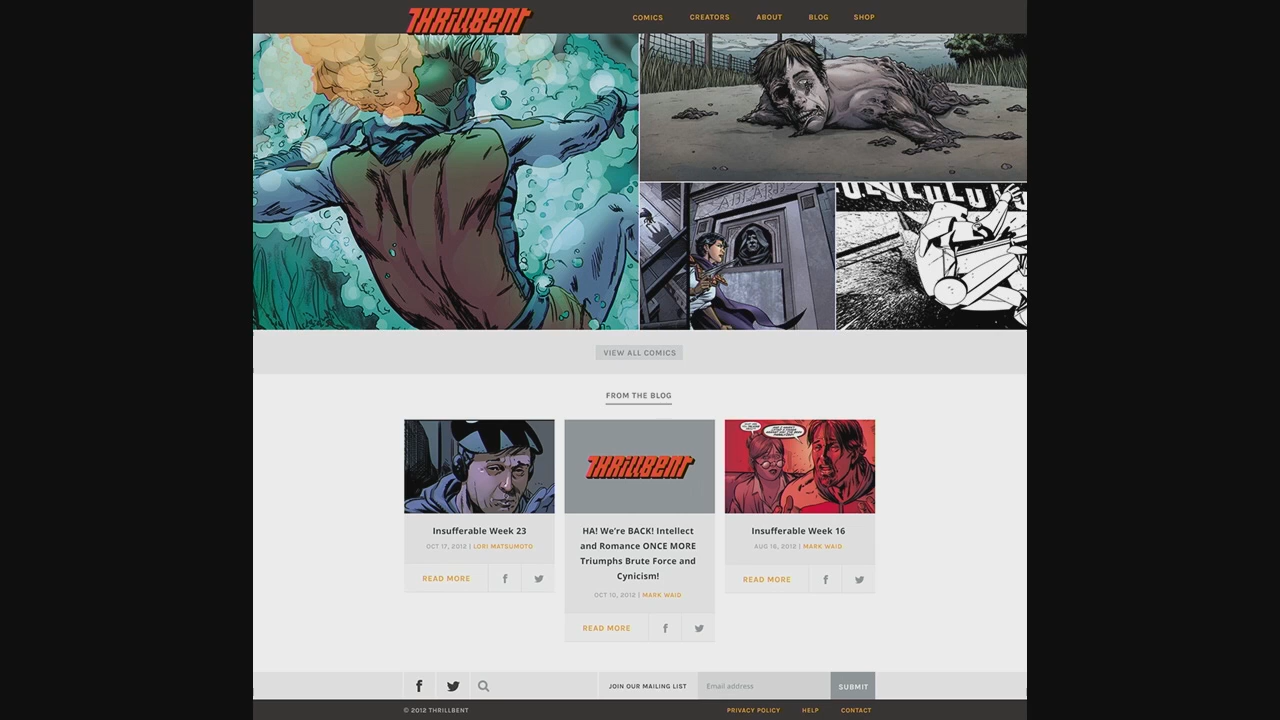 THRILLBENT
COMICS CREATORS ABOUT BLOG SHOP
VIEW ALL COMICS
FROM THE BLOG
THRILLBENT
Insufferable Week 23
OCT 17, 2012 | LORI MATSUMOTO
READ MORE
HA! We're BACK! Intellect
and Romance ONCE MORE
Triumphs Brute Force and
Cynicism!
OCT 10, 2012 | MARK WAID
READ MORE
Insufferable Week 16
AUG 16, 2012 | MARK WAID
READ MORE
JOIN OUR MAILING LIST
Email address
SUBMIT
© 2012 THRILLBENT
PRIVACY POLICY HELP CONTACT